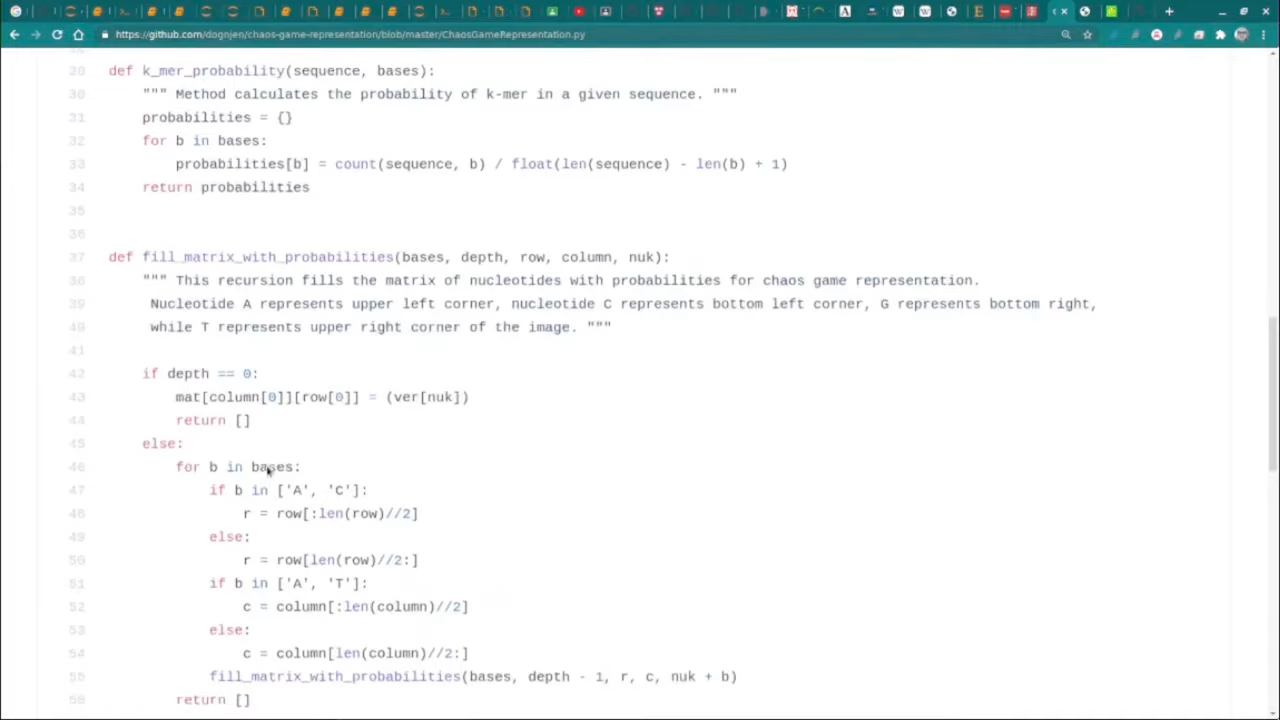 https://github.com/dognjen/chaos-game-representation/blob/master/ChaosGameRepresentation.py
30 def k_mer_probability(sequence, bases):
30 """ Method calculates the probability of k-mer in a given sequence. """
31 probabilities = {}
32 for b in bases:
33 probabilities[b] = count(sequence, b) / float(len(sequence) - len(b) + 1)
34 return probabilities
35
36
37 def fill_matrix_with_probabilities(bases, depth, row, column, nuk):
38 """ This recursion fills the matrix of nucleotides with probabilities for chaos game representation.
39 Nucleotide A represents upper left corner, nucleotide C represents bottom left corner, G represents bottom right,
40 while T represents upper right corner of the image. """
41
42 if depth == 0:
43 mat[column[0]][row[0]] = (ver[nuk])
44 return []
45 else:
46 for b in bases:
47 if b in ['A', 'C']:
48 r = row[:len(row)//2]
49 else:
50 r = row[len(row)//2:]
51 if b in ['A', 'T']:
52 c = column[:len(column)//2]
53 else:
54 c = column[len(column)//2:]
55 fill_matrix_with_probabilities(bases, depth - 1, r, c, nuk + b)
56 return []